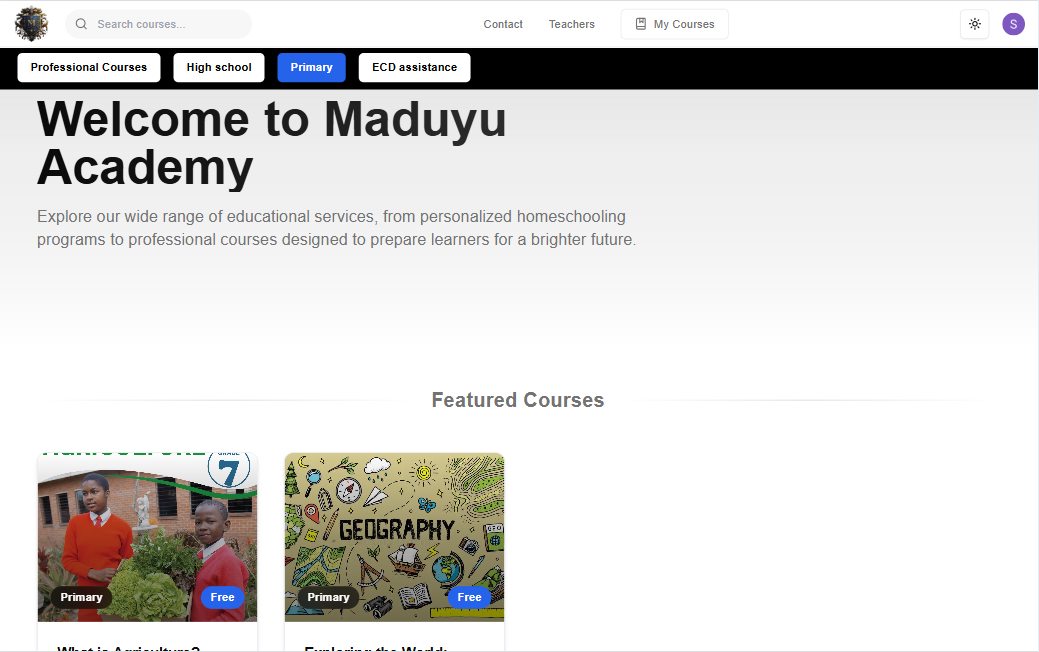 Search courses...
Contact
Teachers
My Courses
S
Professional Courses
High school
Primary
ECD assistance
Welcome to Maduyu
Academy
Explore our wide range of educational services, from personalized homeschooling
programs to professional courses designed to prepare learners for a brighter future.
Featured Courses
GRADE
7
Primary
Free
GEOGRAPHY
GEO
Primary
Free
What is Agriculture?
Exploring the World: